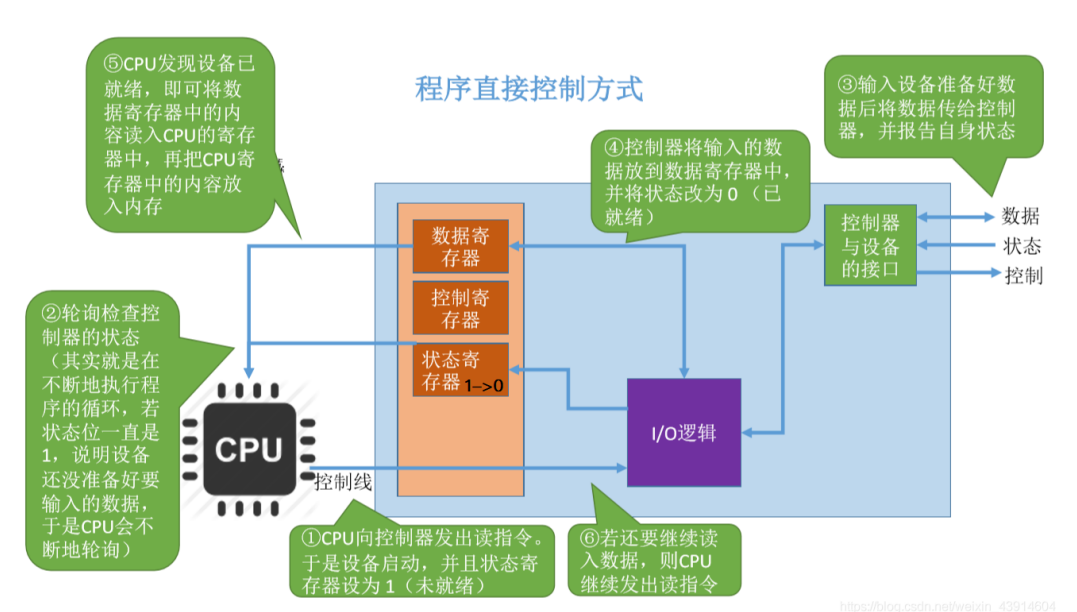 程序直接控制方式
⑤CPU发现设备已
就绪，即可将数
据寄存器中的内
容读入CPU的寄存
器中，再把CPU寄
存器中的内容放
入内存
③输入设备准备好数
据后将数据传给控制
器，并报告自身状态
④控制器将输入的数
据放到数据寄存器中，
并将状态改为 0 （已
就绪）
数据寄
存器
控制寄
存器
状态寄
存器 1–>0
控制器
与设备
的接口
数据
状态
控制
②轮询检查控
制器的状态
（其实就是在
不断地执行程
序的循环，若
状态位一直是
1，说明设备
还没准备好要
输入的数据，
于是CPU会不
断地轮询）
CPU
I/O逻辑
控制线
①CPU向控制器发出读指令。
于是设备启动，并且状态寄
存器设为 1（未就绪）
⑥若还要继续读
入数据，则CPU
继续发出读指令
https://blog.csdn.net/weixin_43914604